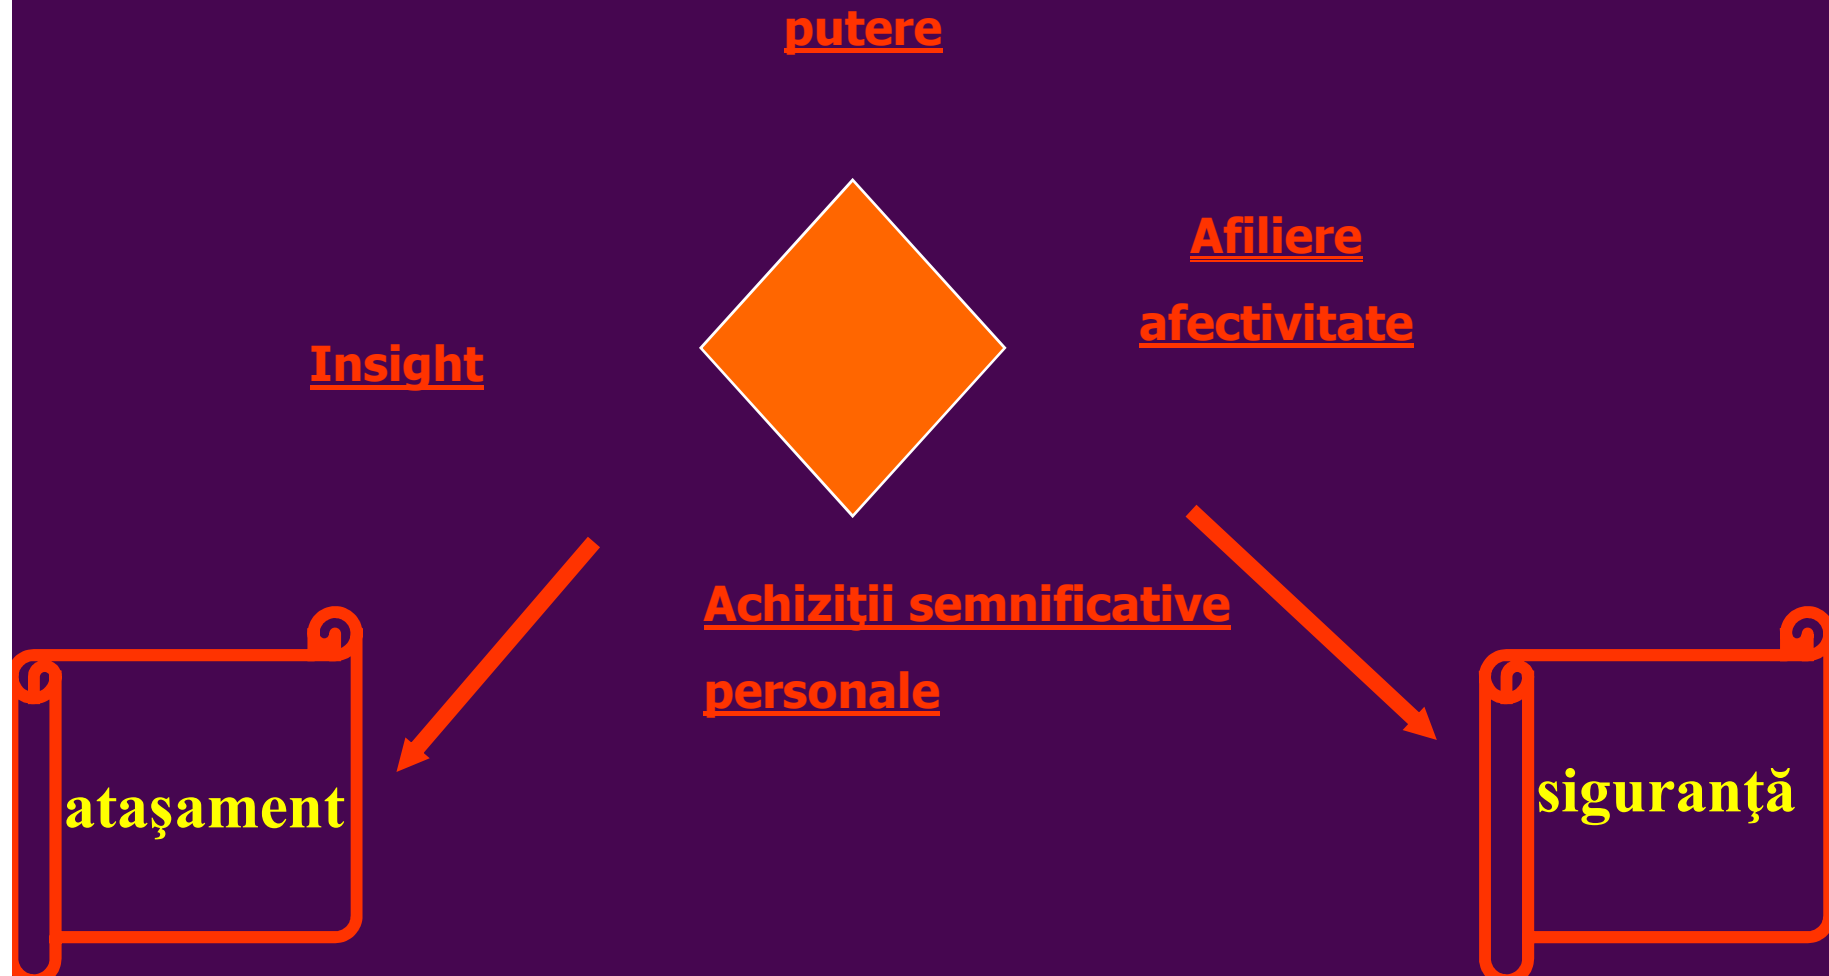 putere
Afiliere
afectivitate
Insight
Achiziţii semnificative
personale
ataşament
siguranţă